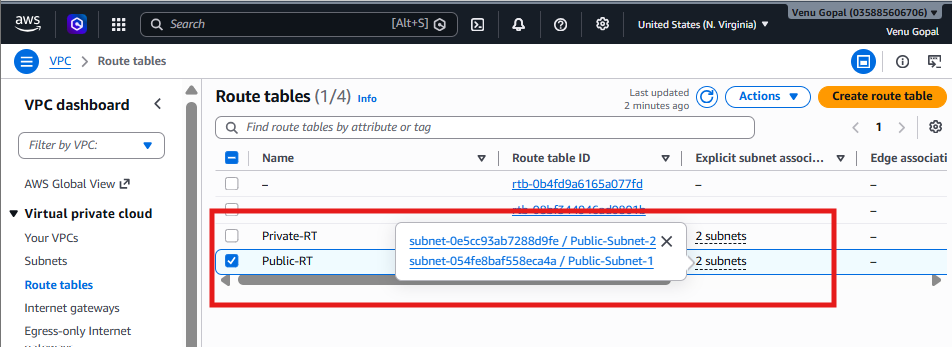 Venu Gopal (035885606706)
aws
Search
[Alt+S]
United States (N. Virginia)
Venu Gopal
VPC
Route tables
VPC dashboard
Filter by VPC:
AWS Global View
Virtual private cloud
Your VPCs
Subnets
Route tables
Internet gateways
Egress-only Internet
Route tables (1/4)
Info
Last updated
2 minutes ago
Actions
Create route table
Find route tables by attribute or tag
1
Name
Route table ID
Explicit subnet associ...
Edge associati
–
rtb-0b4fd9a6165a077fd
–
–
Private-RT
2 subnets
–
Public-RT
2 subnets
–
subnet-0e5cc93ab7288d9fe / Public-Subnet-2
subnet-054fe8baf558eca4a / Public-Subnet-1